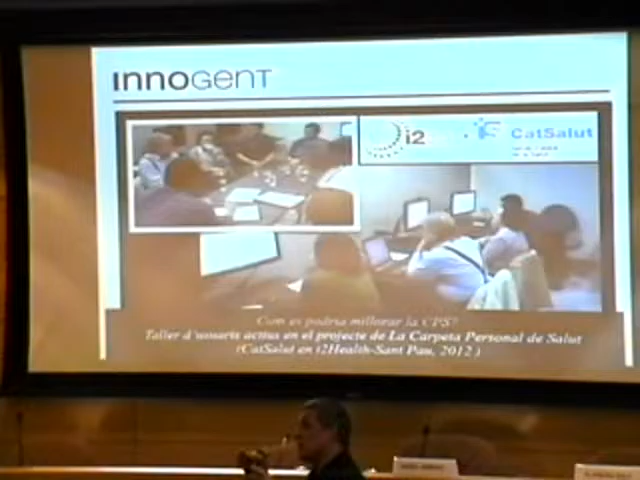 INNOGENT
i2
CatSalut
Com es podria millorar la CPS?
Taller d'usuaris actius en el projecte de La Carpeta Personal de Salut
(CatSalut en i2Health-Sant Pau, 2012)